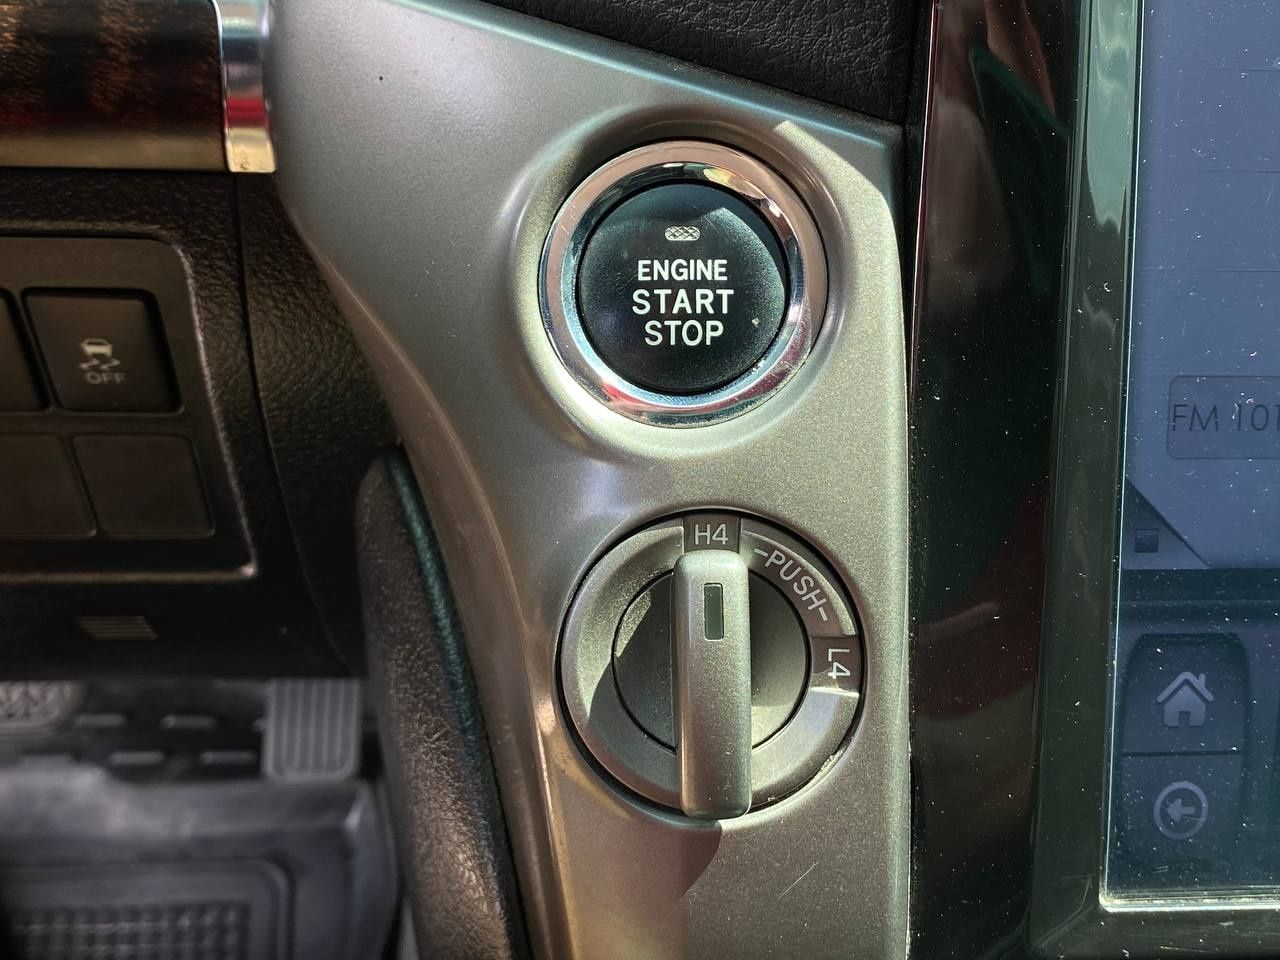 ENGINE
START
STOP
OFF
H4
-PUSH-
L4
FM 101